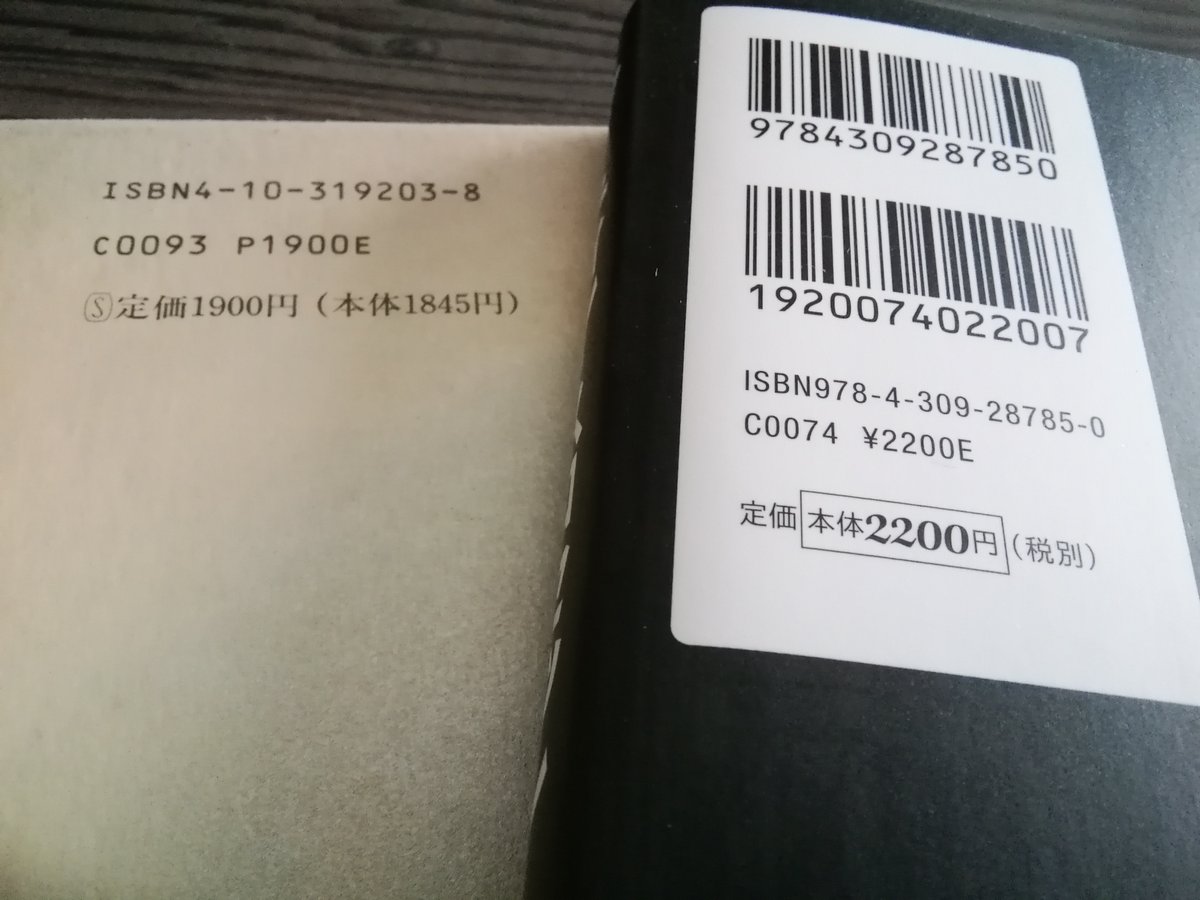 ISBN4-10-319203-8
C0093 P1900E
Ⓢ定価1900円（本体1845円）
9784309287850
1920074022007
ISBN978-4-309-28785-0
C0074 ¥2200E
定価 本体2200円（税別）